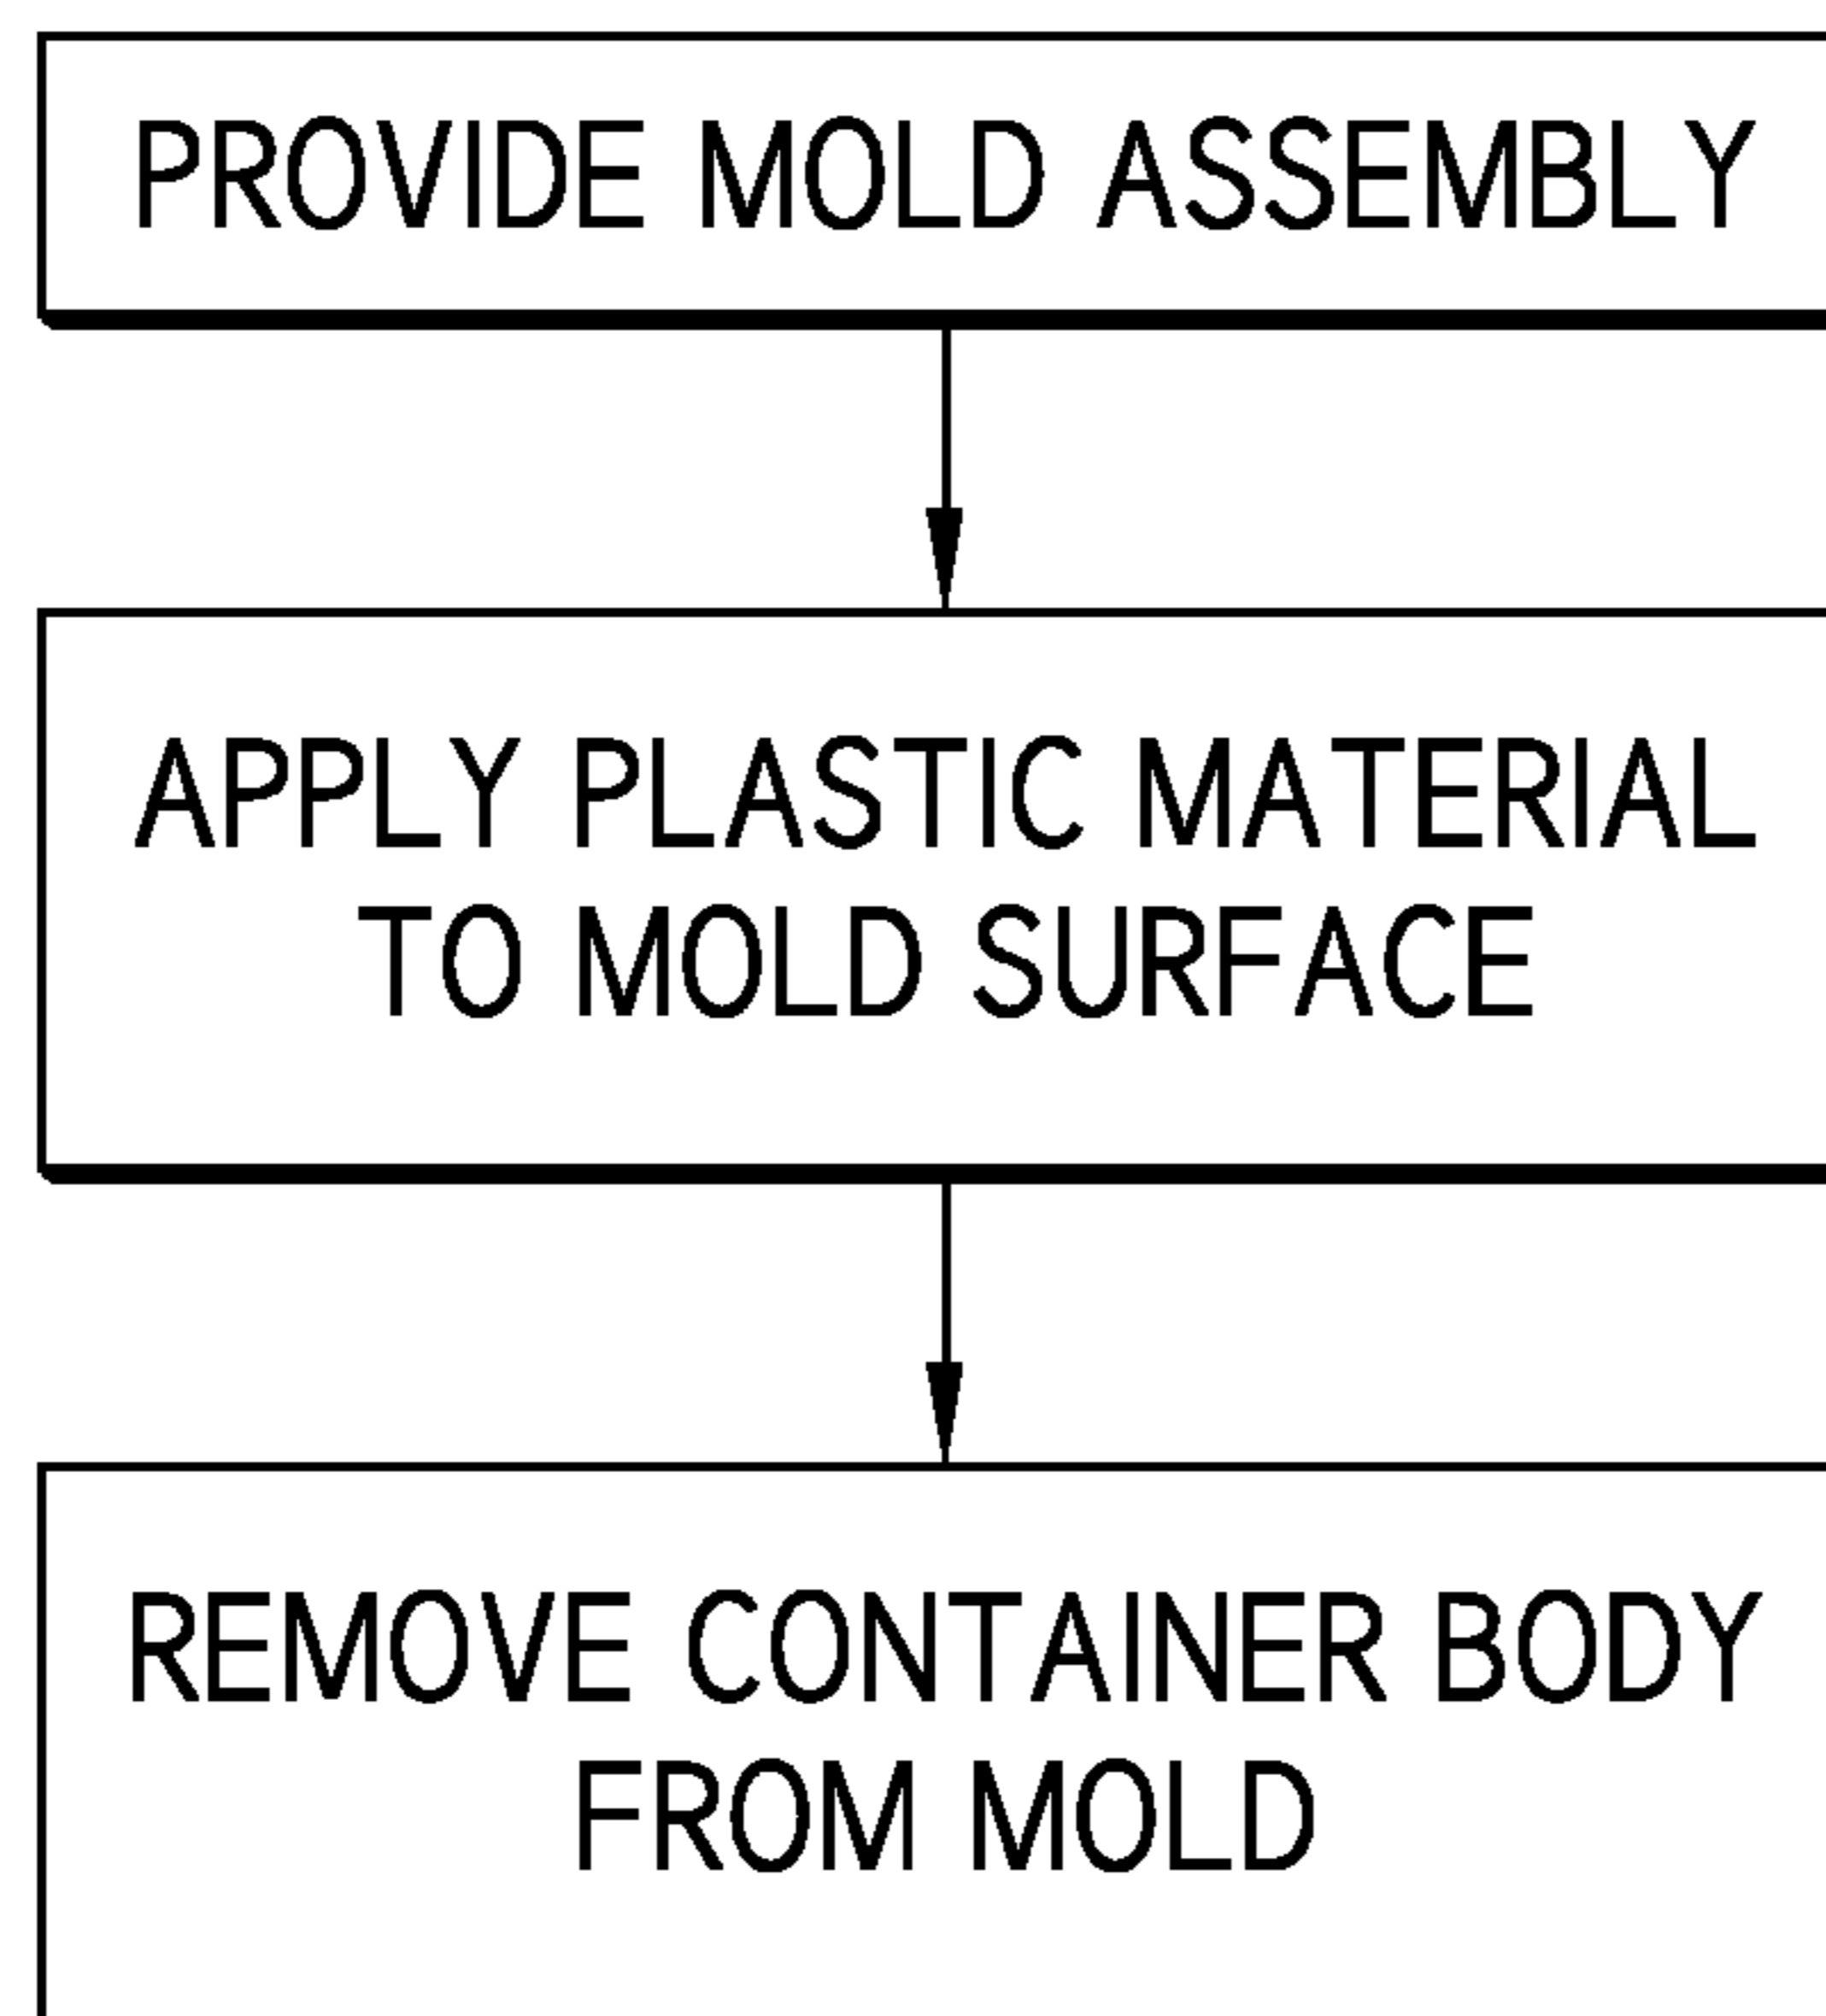 PROVIDE MOLD ASSEMBLY
APPLY PLASTIC MATERIAL
TO MOLD SURFACE
REMOVE CONTAINER BODY
FROM MOLD